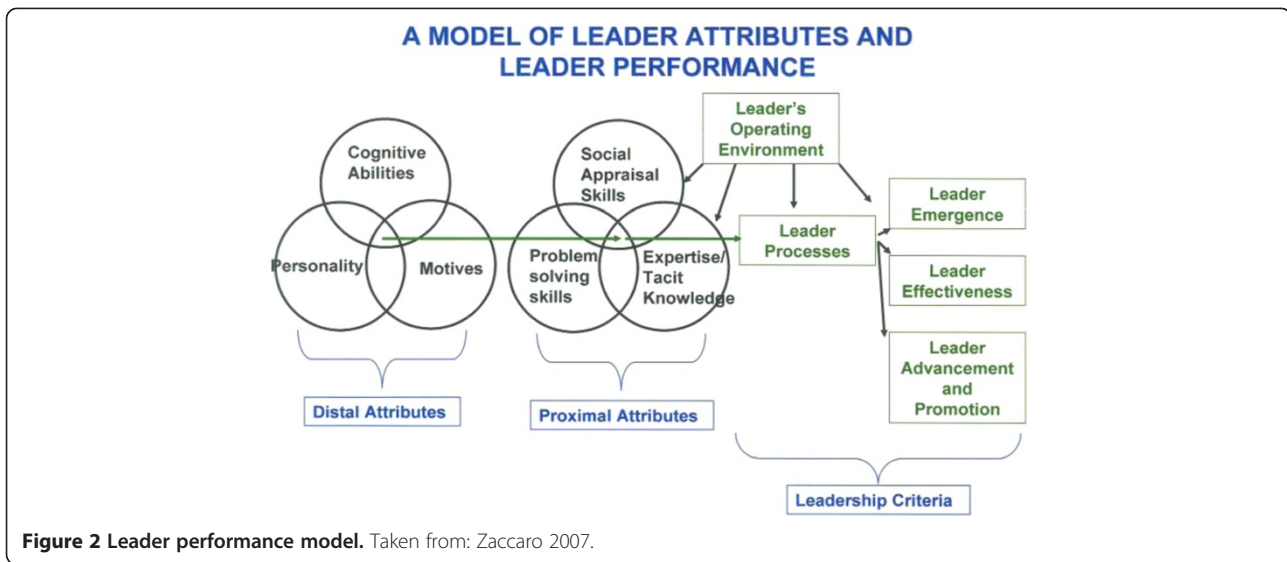 A MODEL OF LEADER ATTRIBUTES AND
LEADER PERFORMANCE
Cognitive
Abilities
Personality
Motives
Distal Attributes
Social
Appraisal
Skills
Problem
solving
skills
Expertise/
Tacit
Knowledge
Proximal Attributes
Leader's
Operating
Environment
Leader
Processes
Leader
Emergence
Leader
Effectiveness
Leader
Advancement
and
Promotion
Leadership Criteria
Figure 2 Leader performance model. Taken from: Zaccaro 2007.